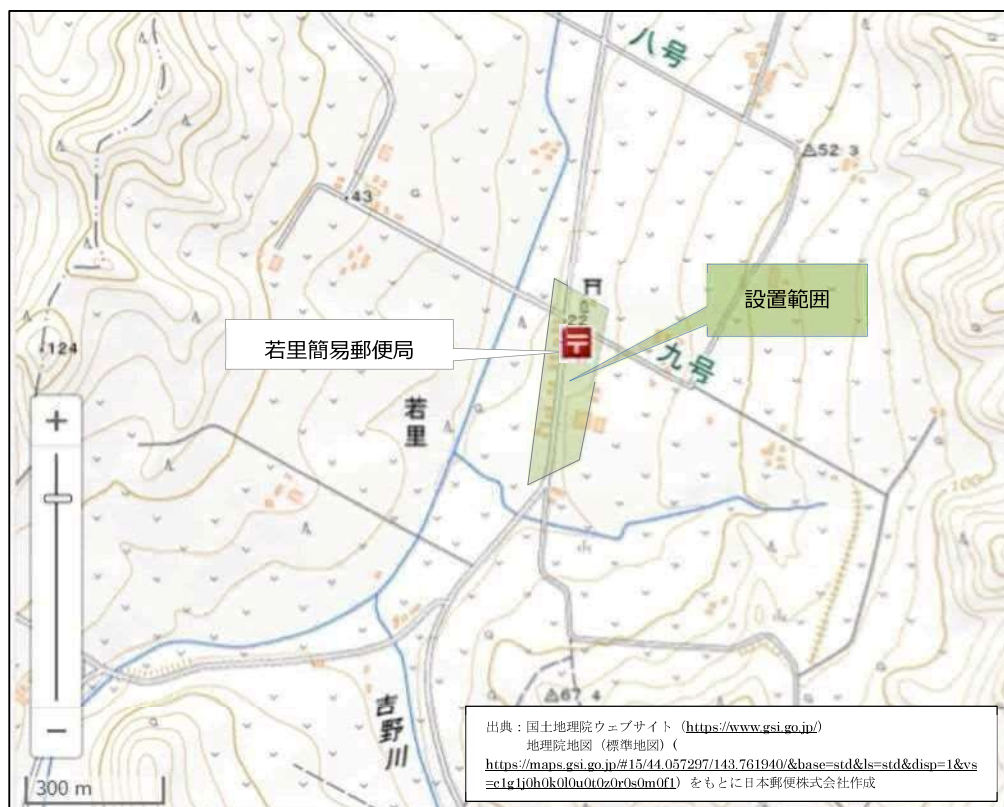 八号
△52 3
・43
設置範囲
若里簡易郵便局
・124
九号
若里
100
吉野川
△67 4
300 m
出典：国土地理院ウェブサイト（https://www.gsi.go.jp/）
地理院地図（標準地図）（
https://maps.gsi.go.jp/#15/44.057297/143.761940/&base=std&ls=std&disp=1&vs
=c1g1j0h0k0l0u0t0z0r0s0m0f1）をもとに日本郵便株式会社作成